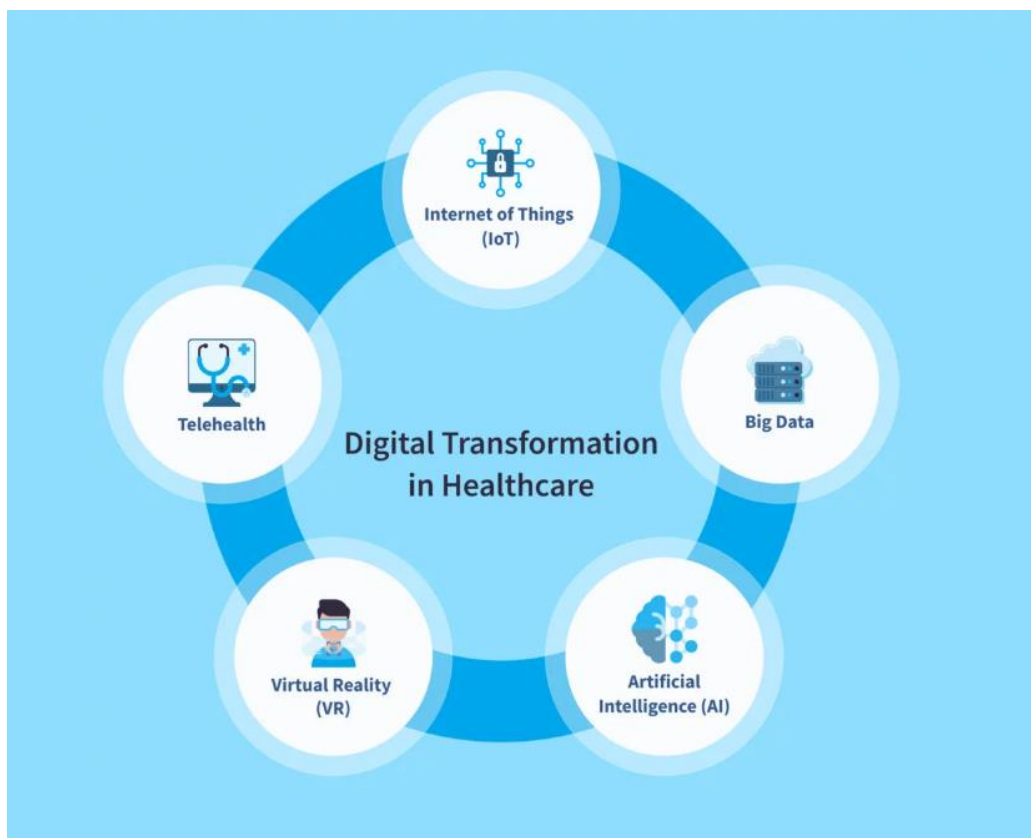 Internet of Things
(IoT)
Telehealth
Big Data
Digital Transformation
in Healthcare
Virtual Reality
(VR)
Artificial
Intelligence (AI)